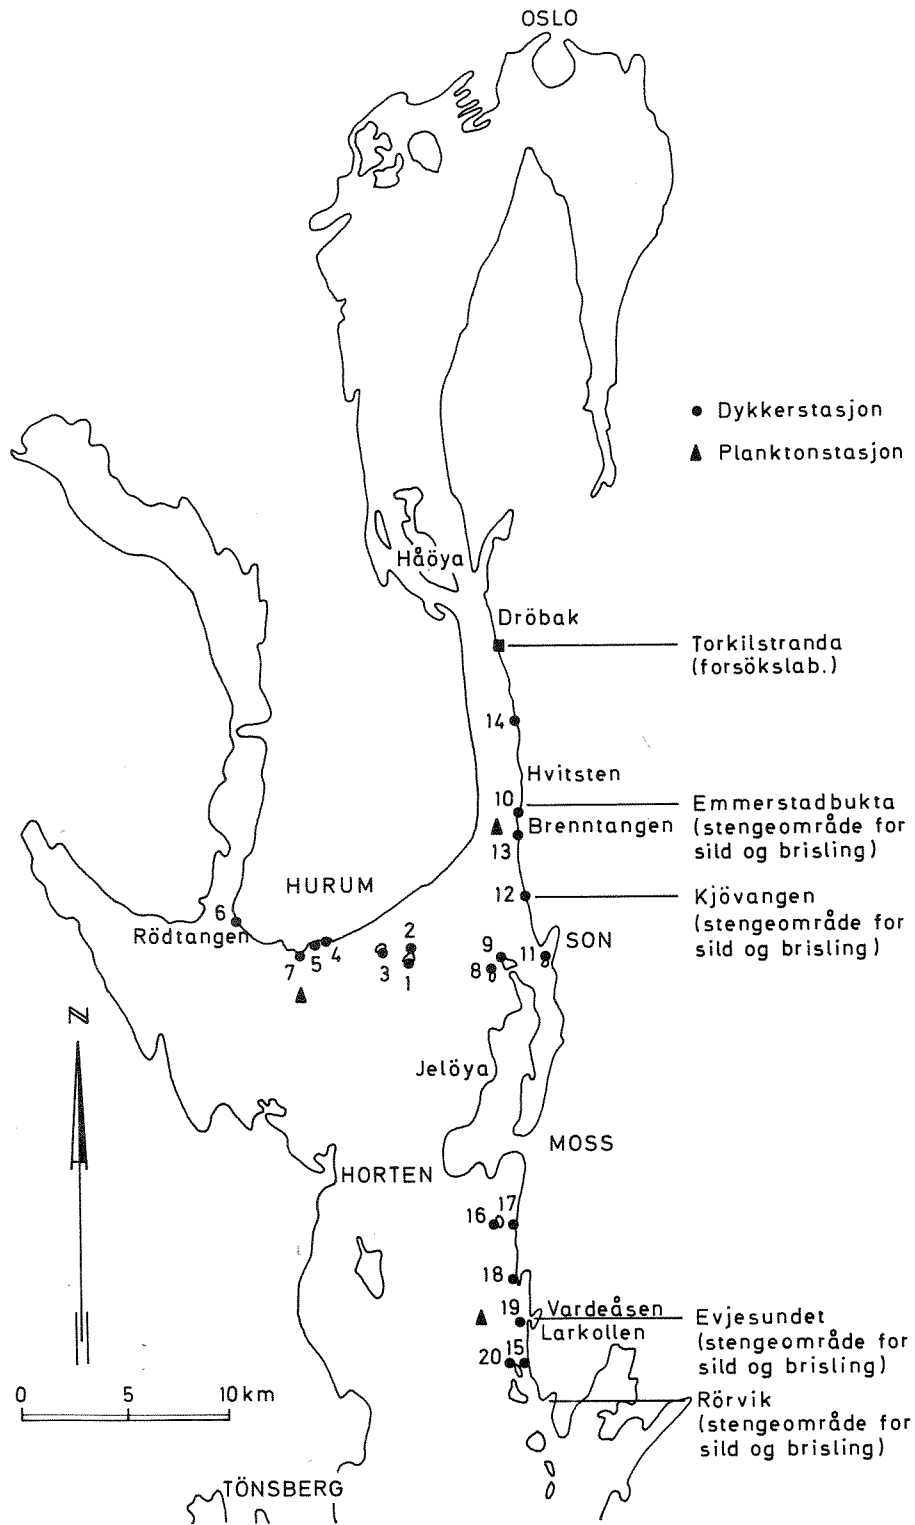 OSLO
● Dykkerstasjon
▲ Planktonstasjon
Håöya
Dröbak
Torkilstranda
(forsökslab.)
14
Hvitsten
10
Emmerstadbukta
(stengeområde for
sild og brisling)
Brenntangen
13
HURUM
12
Kjövangen
(stengeområde for
sild og brisling)
6
Rödtangen
7
5
4
3
2
1
9
8
11
SON
N
Jelöya
MOSS
HORTEN
16
17
18
19
Vardeåsen
Larkollen
Evjesundet
(stengeområde for
sild og brisling)
20
15
0 5 10 km
Rörvik
(stengeområde for
sild og brisling)
TÖNSBERG